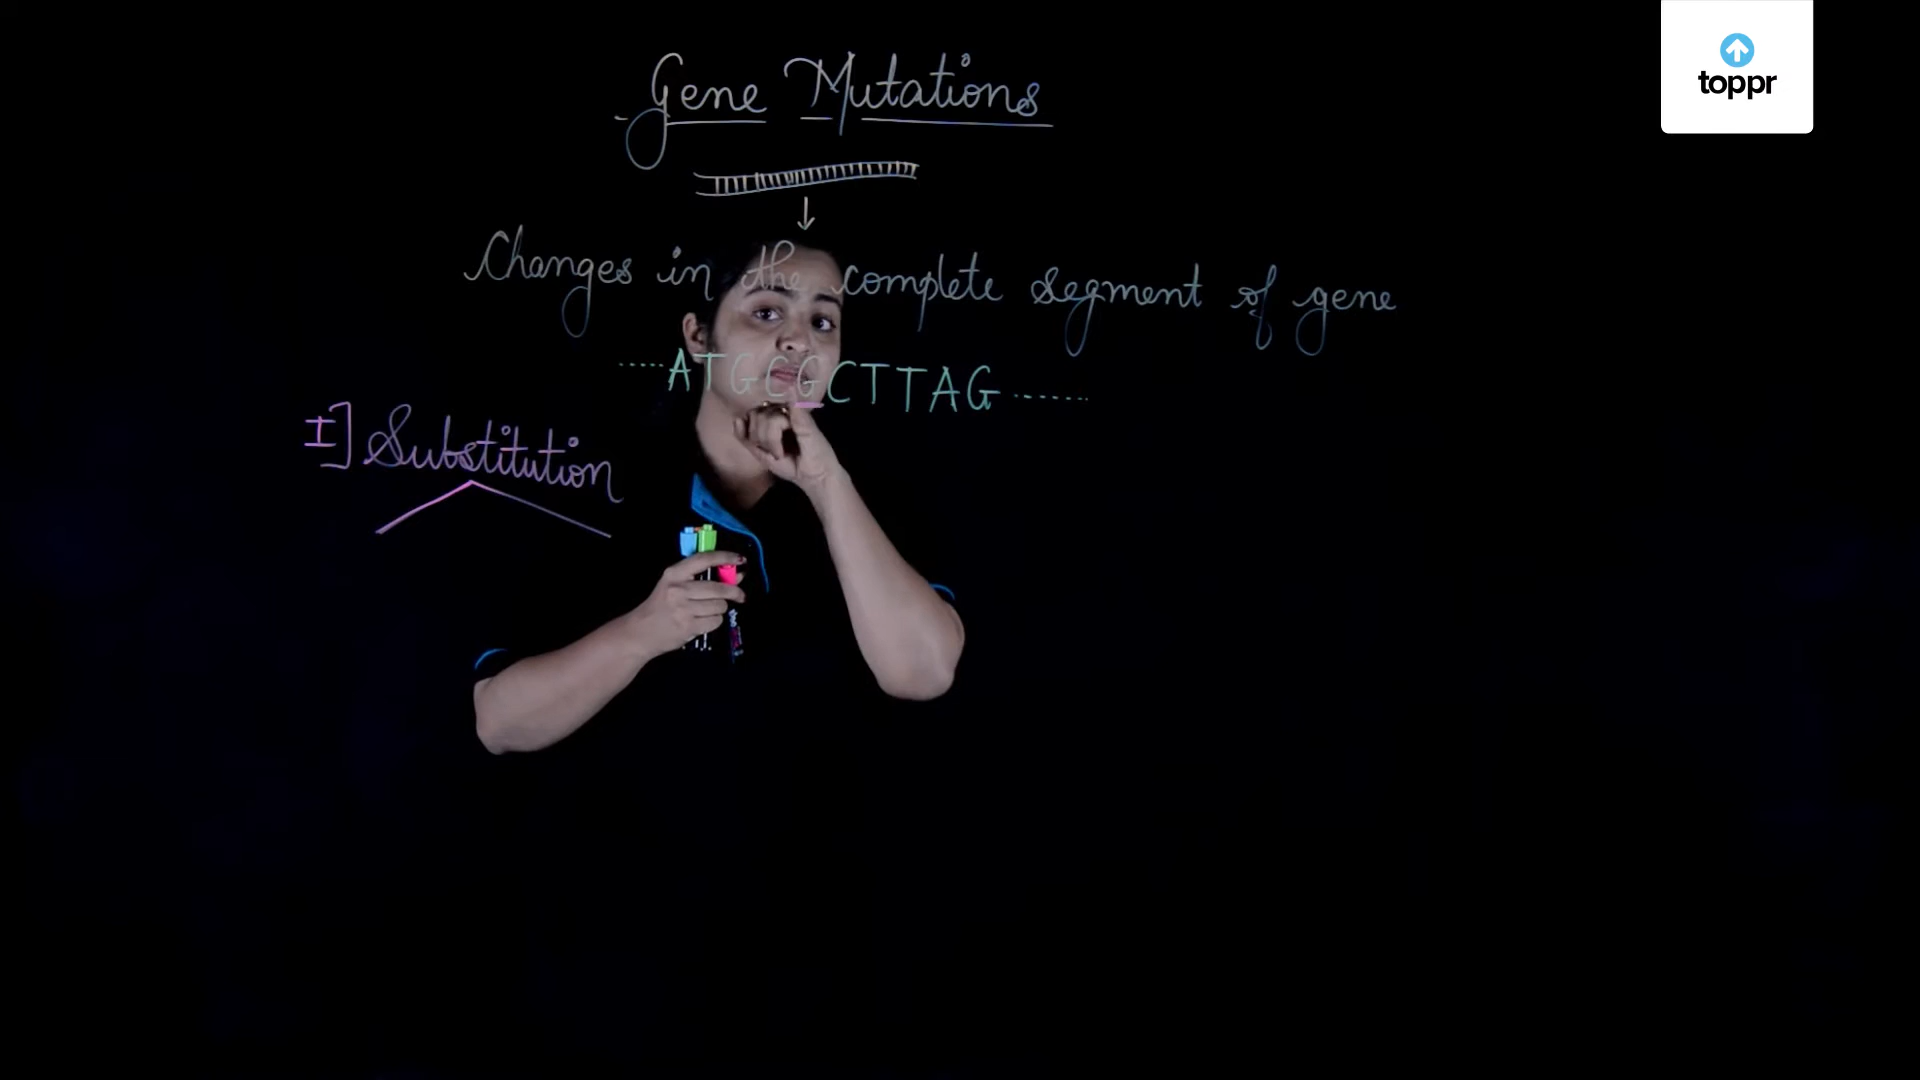 toppr
Gene Mutations
Changes in the complete segment of gene
.....ATGCGCTTAG.......
I] Substitution